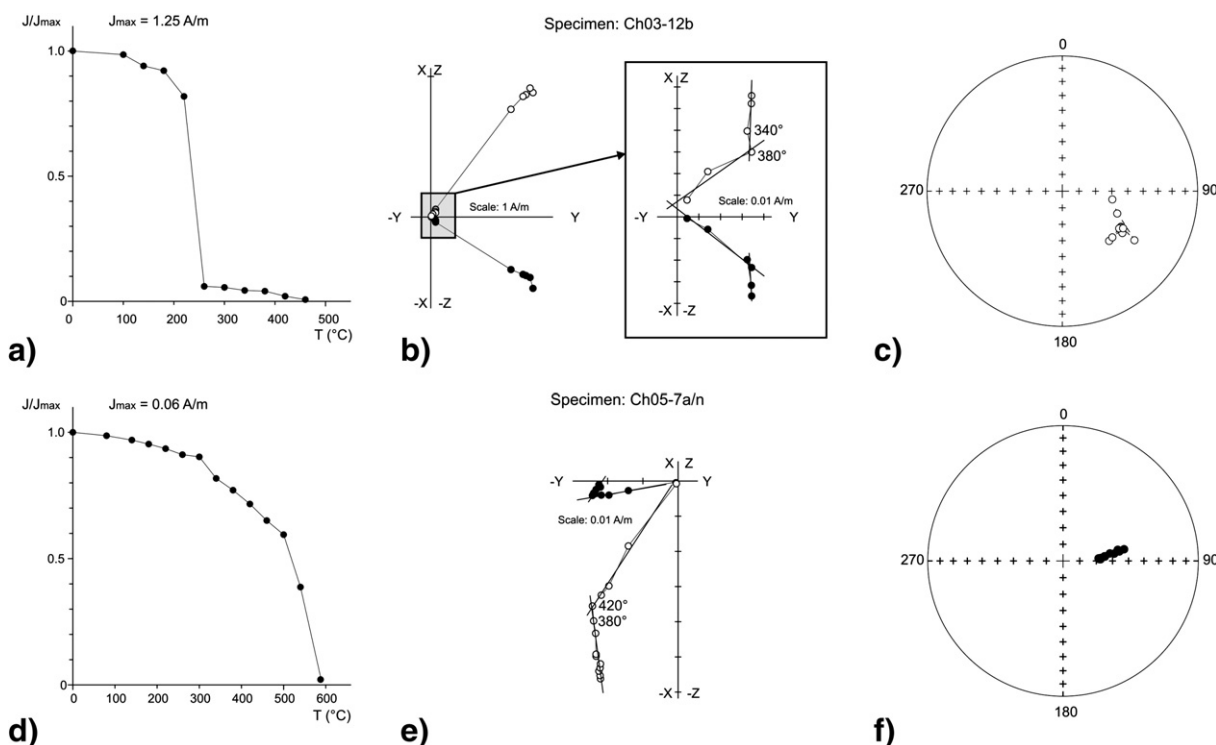 J/Jmax Jmax = 1.25 A/m
1.0
0.5
0
0 100 200 300 400 500
T (°C)
a)
Specimen: Ch03-12b
X Z
-Y Y
Scale: 1 A/m
-X -Z
X Z
340°
380°
Scale: 0.01 A/m
-X -Z
b)
0
270 90
180
c)
J/Jmax Jmax = 0.06 A/m
1.0
0.5
0
0 100 200 300 400 500 600
T (°C)
d)
Specimen: Ch05-7a/n
X Z
-Y Y
Scale: 0.01 A/m
420°
380°
-X -Z
e)
0
270 90
180
f)